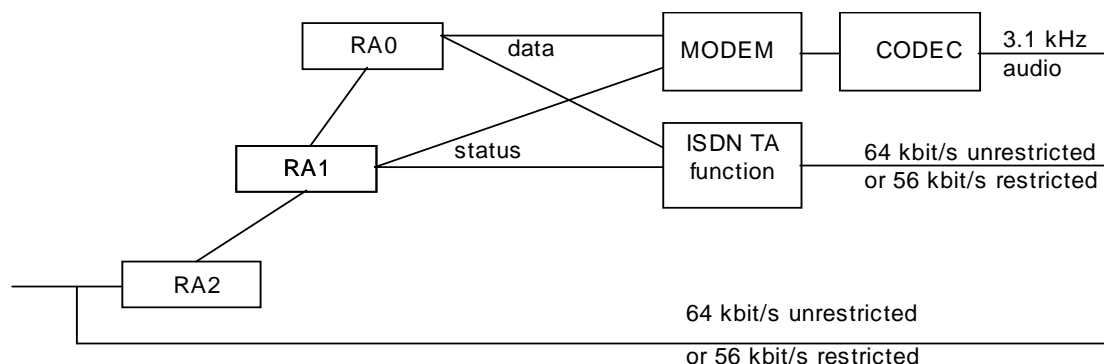 RA0
data
MODEM
CODEC
3.1 kHz
audio
RA1
status
ISDN TA
function
64 kbit/s unrestricted
or 56 kbit/s restricted
RA2
64 kbit/s unrestricted
or 56 kbit/s restricted